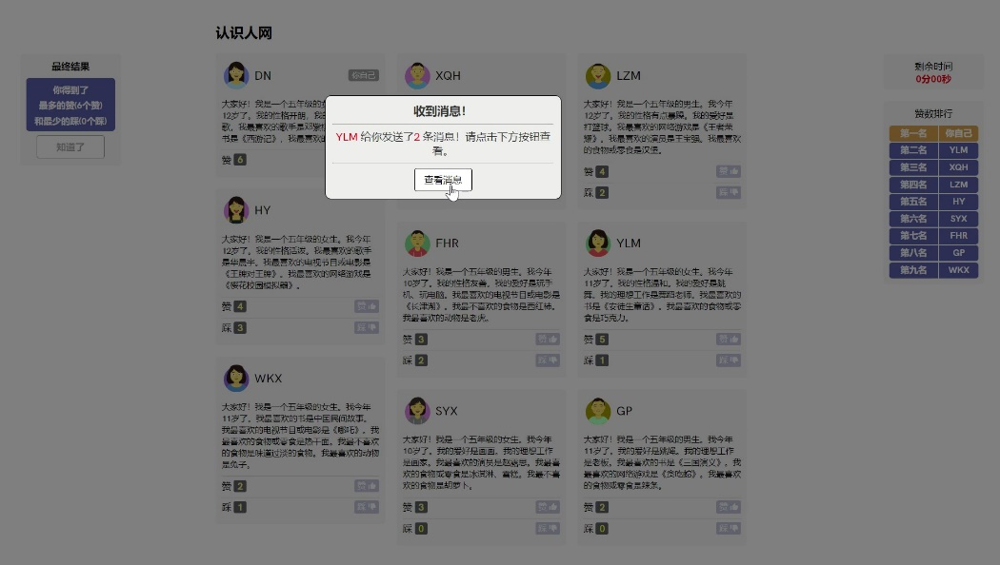 认识人网
最终结果
你得到了
最多的赞(6个赞)
和最少的踩(0个踩)
知道了
DN
你自己
大家好！我是一个五年级的女
12岁了。我的性格开朗。我
歌。我最喜欢的歌手是邓紫棋
书是《西游记》。我最喜欢
赞 6
HY
大家好！我是一个五年级的女生。我今年
12岁了。我的性格活泼。我最喜欢的歌手
是华晨宇。我最喜欢的电视节目或电影是
《王牌对王牌》。我最喜欢的网络游戏是
《樱花校园模拟器》。
赞 4 赞
踩 3 踩
WKX
大家好！我是一个五年级的女生。我今年
11岁了。我最喜欢的书是中国民间故事。
我最喜欢的电视节目或电影是《哪吒》。我
最喜欢的食物或零食是热干面。我最不喜欢
的食物是味道过淡的食物。我最喜欢的动物
是兔子。
赞 2 赞
踩 1 踩
XQH
收到消息！
YLM 给你发送了2 条消息！请点击下方按钮查
看。
查看消息
FHR
大家好！我是一个五年级的男生。我今年
10岁了。我的性格友善。我的爱好是玩手
机、玩电脑。我最喜欢的电视节目或电影是
《长津湖》。我最不喜欢的食物是西红柿。
我最喜欢的动物是老虎。
赞 3 赞
踩 2 踩
SYX
大家好！我是一个五年级的女生。我今年
10岁了。我的爱好是画画。我的理想工作
是画家。我最喜欢的演员是赵露思。我最喜
欢的食物或零食是冰淇淋、雪糕。我最不喜
欢的食物是胡萝卜。
赞 3 赞
踩 0 踩
LZM
大家好！我是一个五年级的男生。我今年
12岁了。我的性格有点暴躁。我的爱好是
打篮球。我最喜欢的网络游戏是《王者荣
耀》。我最喜欢的演员是王宝强。我最喜欢
的食物或零食是汉堡。
赞 4 赞
踩 2 踩
YLM
大家好！我是一个五年级的女生。我今年
11岁了。我的性格温和。我的爱好是跳
舞。我的理想工作是舞蹈老师。我最喜欢的
书是《安徒生童话》。我最喜欢的食物或零
食是巧克力。
赞 5 赞
踩 1 踩
GP
大家好！我是一个五年级的男生。我今年
11岁了。我的爱好是跳绳。我的理想工作
是老板。我最喜欢的书是《三国演义》。我
最喜欢的网络游戏是《贪吃蛇》。我最喜欢
的食物或零食是辣条。
赞 2 赞
踩 0 踩
剩余时间
0分00秒
赞数排行
第一名 你自己
第二名 YLM
第三名 XQH
第四名 LZM
第五名 HY
第六名 SYX
第七名 FHR
第八名 GP
第九名 WKX